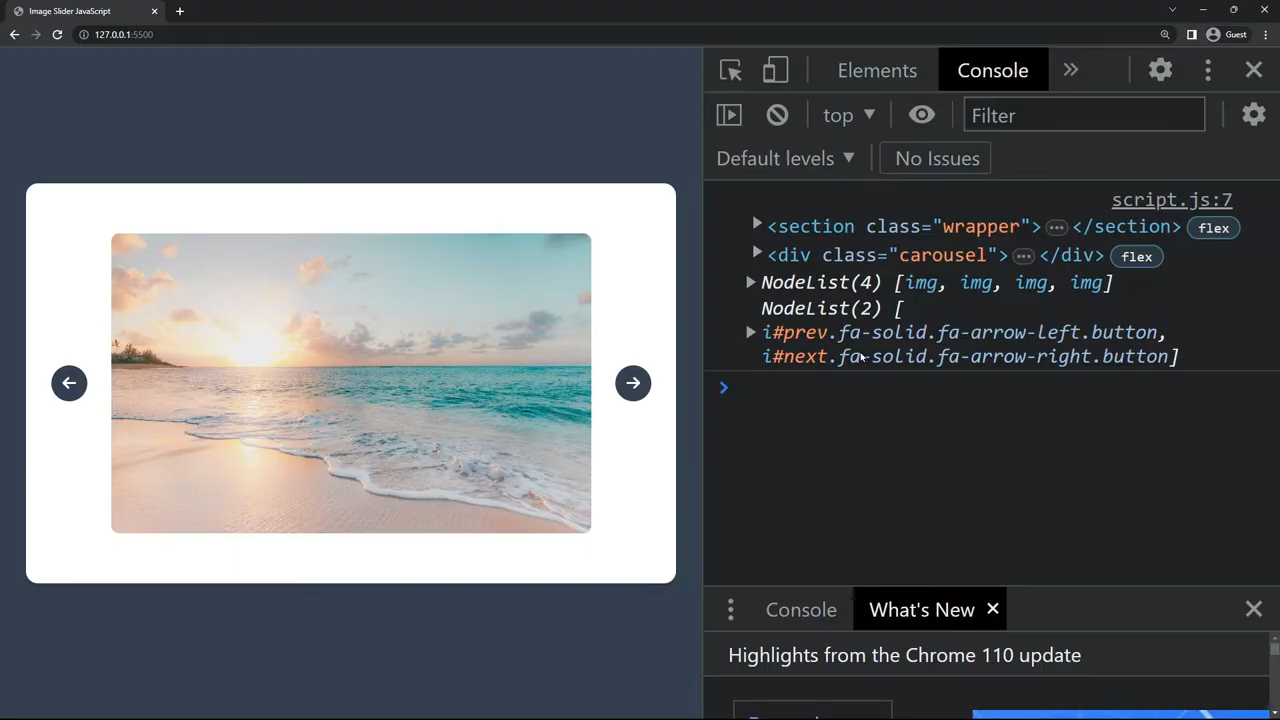 Image Slider JavaScript
127.0.0.1:5500
Guest
Elements Console
top Filter
Default levels No Issues
script.js:7
<section class="wrapper"> ••• </section> flex
<div class="carousel"> ••• </div> flex
NodeList(4) [img, img, img, img]
NodeList(2) [
i#prev.fa-solid.fa-arrow-left.button,
i#next.fa-solid.fa-arrow-right.button]
Console What's New
Highlights from the Chrome 110 update